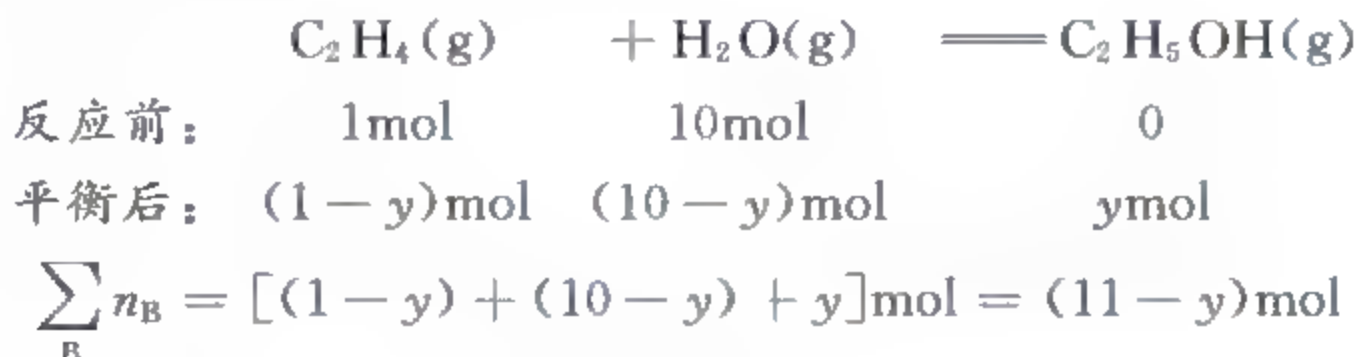 C₂H₄(g) + H₂O(g) ══ C₂H₅OH(g)
反应前： 1mol 10mol 0
平衡后： (1－y)mol (10－y)mol ymol
∑_B n_B = [(1－y)+(10－y)+y]mol = (11－y)mol